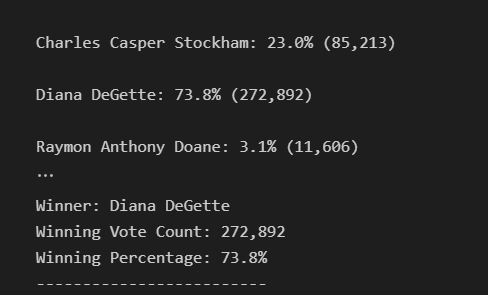 Charles Casper Stockham: 23.0% (85,213)
Diana DeGette: 73.8% (272,892)
Raymon Anthony Doane: 3.1% (11,606)
...
Winner: Diana DeGette
Winning Vote Count: 272,892
Winning Percentage: 73.8%
-------------------------